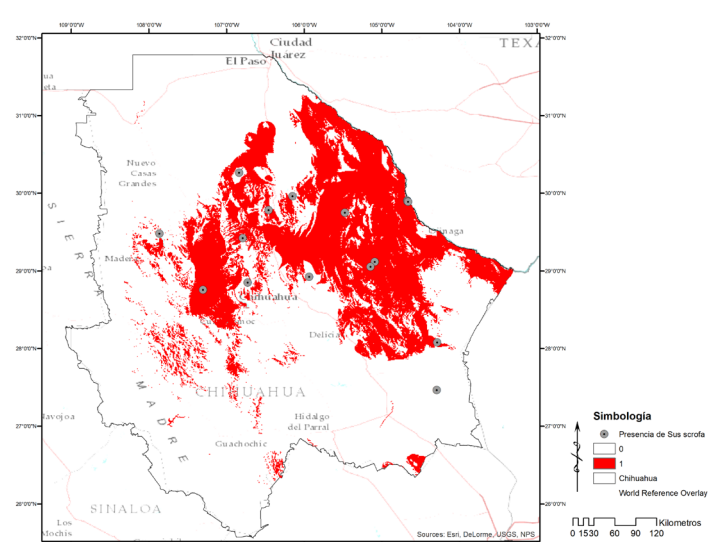 109°0'0"W 108°0'0"W 107°0'0"W 106°0'0"W 105°0'0"W 104°0'0"W 103°0'0"W
32°0'0"N 32°0'0"N
Ciudad
Juárez
TEXA
El Paso
31°0'0"N 31°0'0"N
Nuevo
Casas
Grandes
30°0'0"N 30°0'0"N
SIERRA
29°0'0"N 29°0'0"N
Chihuahua
28°0'0"N 28°0'0"N
CHIHUAHUA
MADRE
27°0'0"N 27°0'0"N
Hidalgo
del Parral
Guachochic
26°0'0"N 26°0'0"N
SINALOA
Los
Mochis
Sources: Esri, DeLorme, USGS, NPS
Simbología
Presencia de Sus scrofa
0
1
Chihuahua
World Reference Overlay
Kilometros
0 15 30 60 90 120